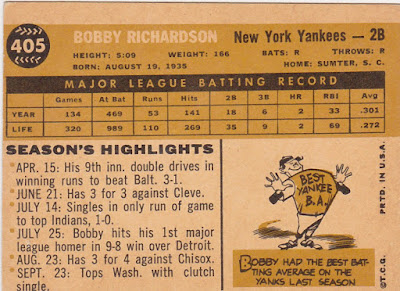 405
BOBBY RICHARDSON New York Yankees — 2B
HEIGHT: 5:09 WEIGHT: 166 BATS: R THROWS: R
BORN: AUGUST 19, 1935 HOME: SUMTER, S. C.
MAJOR LEAGUE BATTING RECORD
Games At Bat Runs Hits 2B 3B HR RBI B. Av.
YEAR 134 469 53 141 18 6 2 33 .301
LIFE 320 989 110 269 35 9 2 69 .272
SEASON'S HIGHLIGHTS
APR. 15: His 9th inn. double drives in
winning runs to beat Balt. 3-1.
JUNE 21: Has 3 for 3 against Cleve.
JULY 14: Singles in only run of game
to top Indians, 1-0.
JULY 25: Bobby hits his 1st major
league homer in 9-8 win over Detroit.
AUG. 23: Has 3 for 4 against Chisox.
SEPT. 23: Tops Wash. with clutch
single.
BEST
YANKEE
B.A.
BOBBY HAD THE BEST BAT-
TING AVERAGE ON THE
YANKS LAST SEASON
©T.C.G. PRTD. IN U.S.A.